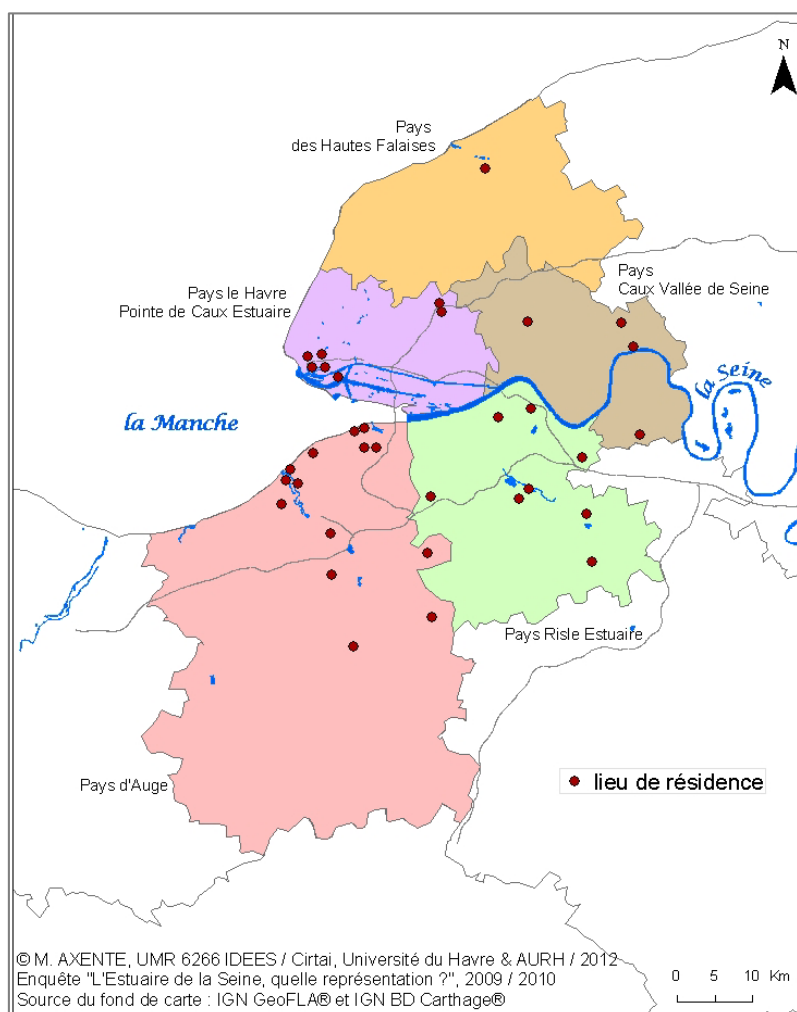 N
Pays
des Hautes Falaises
Pays le Havre
Pointe de Caux Estuaire
Pays
Caux Vallée de Seine
la Seine
la Manche
Pays Risle Estuaire
Pays d'Auge
lieu de résidence
© M. AXENTE, UMR 6266 IDEES / Cirtai, Université du Havre & AURH / 2012
Enquête "L'Estuaire de la Seine, quelle représentation ?", 2009 / 2010
Source du fond de carte : IGN GeoFLA® et IGN BD Carthage®
0 5 10 Km